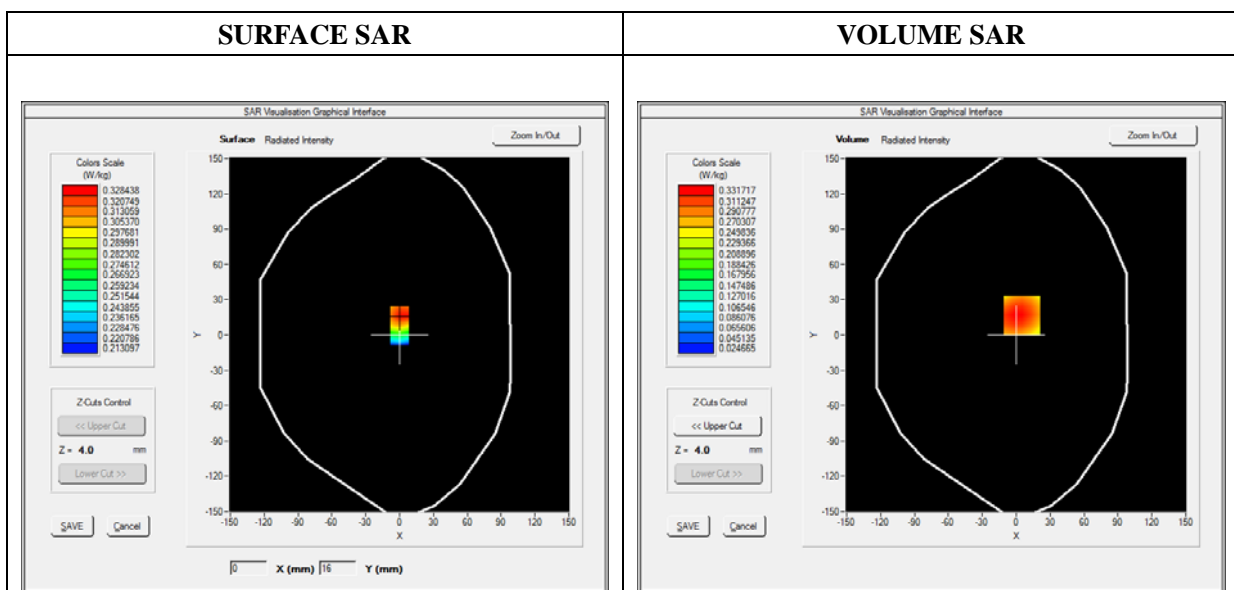 SURFACE SAR
VOLUME SAR
SAR Visualisation Graphical Interface
Surface Radiated Intensity
Zoom In/Out
Colors Scale
(W/kg)
0.328438
0.320749
0.313059
0.305370
0.297681
0.289991
0.282302
0.274612
0.266923
0.259234
0.251544
0.243855
0.236165
0.228476
0.220786
0.213097
Z-Cuts Control
<< Upper Cut
Z = 4.0 mm
Lower Cut >>
SAVE Cancel
150
120
90
60
30
0
-30
-60
-90
-120
-150
Y
-150 -120 -90 -60 -30 0 30 60 90 120 150
X
0 X (mm) 16 Y (mm)
SAR Visualisation Graphical Interface
Volume Radiated Intensity
Zoom In/Out
Colors Scale
(W/kg)
0.331717
0.311247
0.290777
0.270307
0.249836
0.229366
0.208896
0.188426
0.167956
0.147486
0.127016
0.106546
0.086076
0.065606
0.045135
0.024665
Z-Cuts Control
<< Upper Cut
Z = 4.0 mm
Lower Cut >>
SAVE Cancel
150
120
90
60
30
0
-30
-60
-90
-120
-150
Y
-150 -120 -90 -60 -30 0 30 60 90 120 150
X